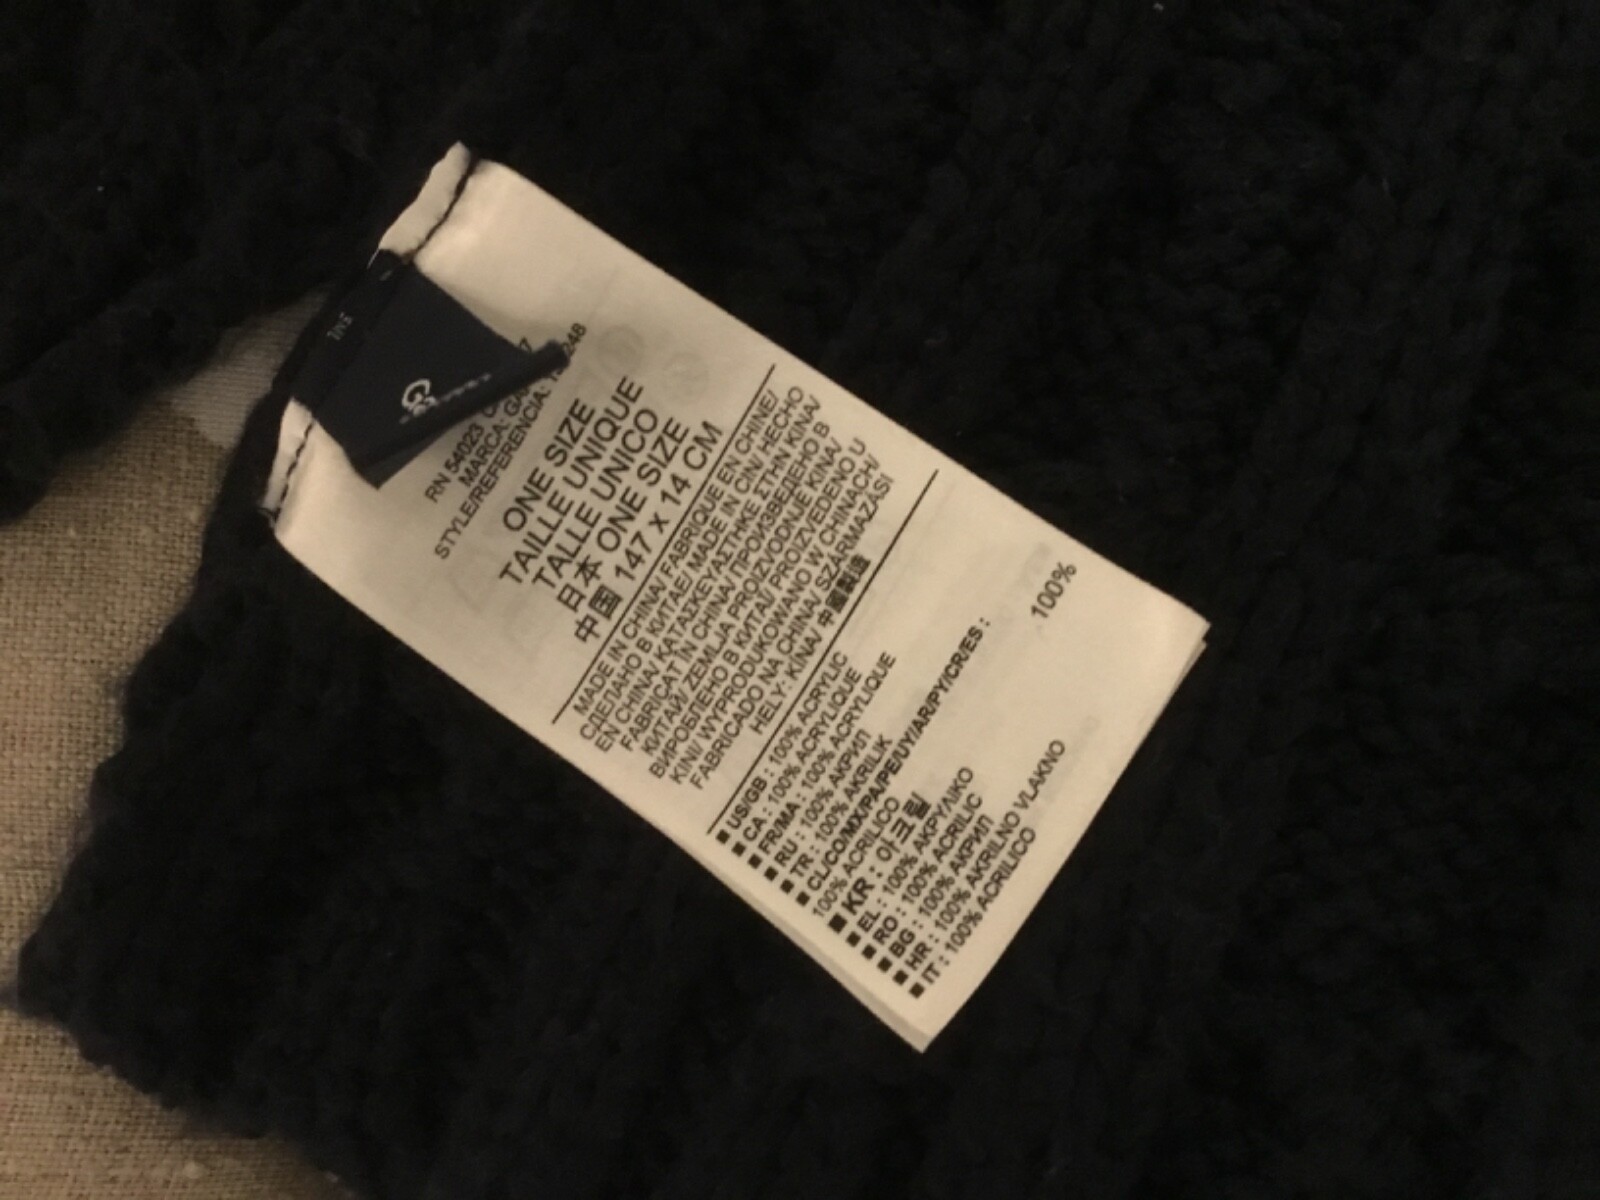 G
RN 54023
MARCA: GA
STYLE/REFERENCIA: 248
ONE SIZE
TAILLE UNIQUE
TALLE UNICO
日本 ONE SIZE
中国 147 x 14 CM
MADE IN CHINA/ FABRIQUE EN CHINE/
СДЕЛАНО В КИТАЕ/ MADE IN CIN/ HECHO
EN CHINA/ ΚΑΤΑΣΚΕΥΑΣΤΗΚΕ ΣΤΗΝ ΚΙΝΑ/
FABRICAT ÎN CHINA/ ПРОИЗВЕДЕНО В
КИТАЙ/ ZEMLJA PROIZVODNJE KINA/
ВИРОБЛЕНО В КИТАЇ/ PROIZVEDENO U
KINI/ WYPRODUKOWANO W CHINACH/
FABRICADO NA CHINA/ SZÁRMAZÁSI
HELY: KÍNA/ 中國製造
US/GB : 100% ACRYLIC
CA : 100% ACRYLIQUE
FR/MA : 100% ACRYLIQUE
RU : 100% АКРИЛ
TR : 100% AKRILIK
CL/CO/MX/PA/PE/UY/AR/PY/CR/ES :
100% ACRILICO
KR : 아크릴 100%
EL : 100% ΑΚΡΥΛΙΚΟ
RO : 100% ACRILIC
BG : 100% АКРИЛ
HR : 100% AKRILNO VLAKNO
IT : 100% ACRILICO